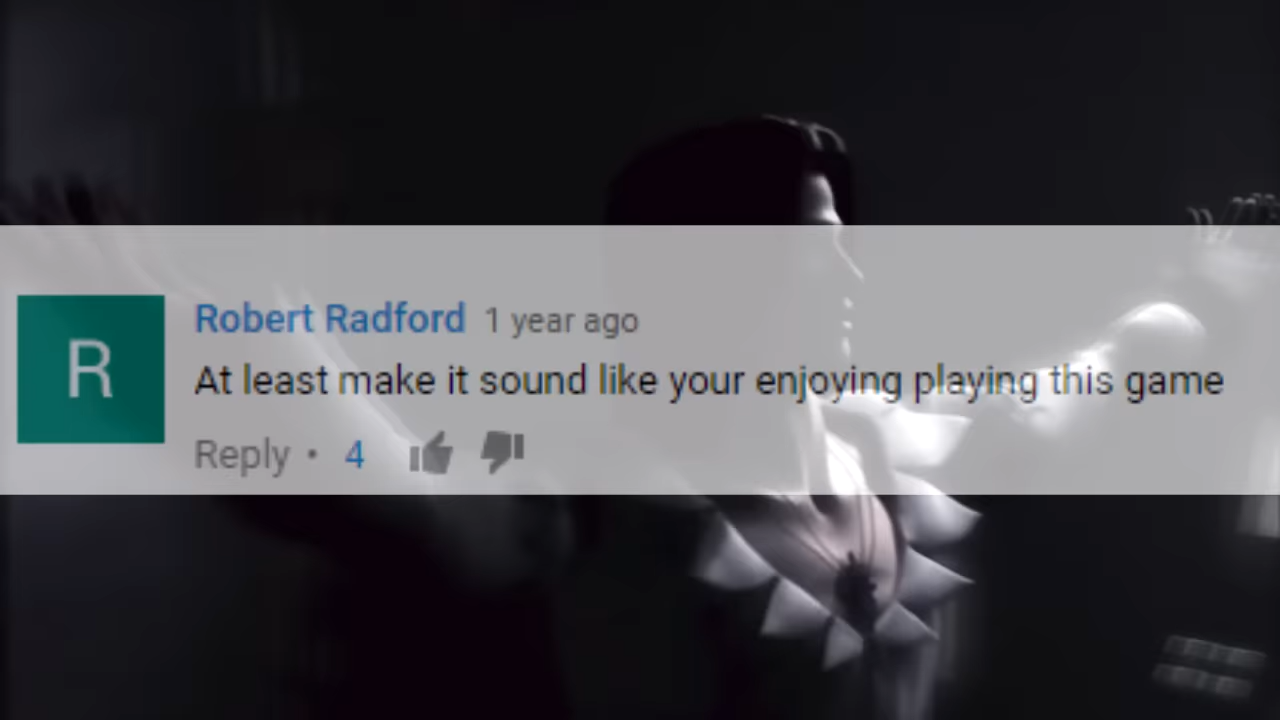 R
Robert Radford 1 year ago
At least make it sound like your enjoying playing this game
Reply • 4